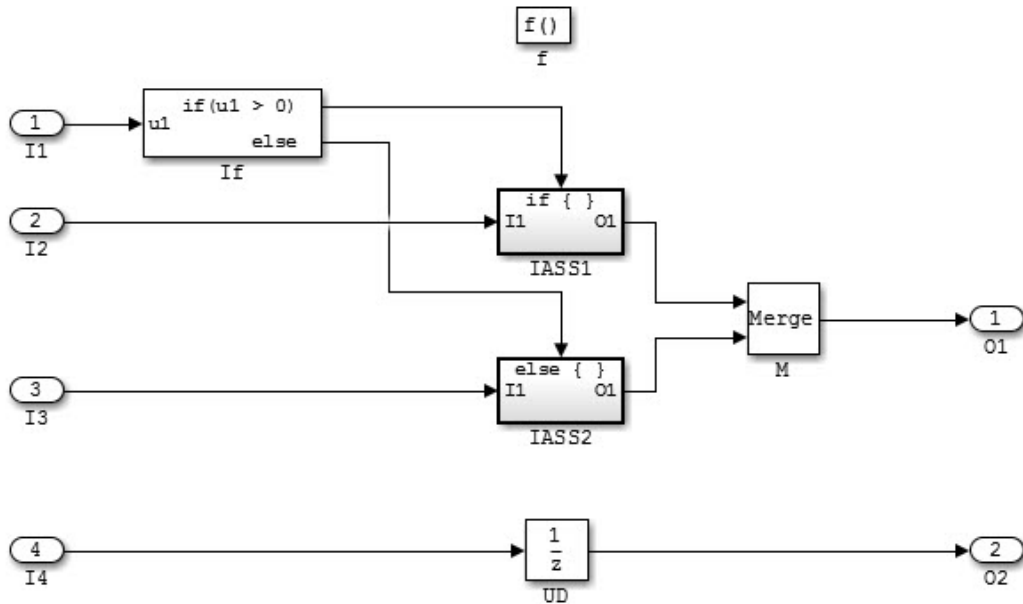 f()
f
1
I1
u1
if(u1 > 0)
else
If
2
I2
if { }
I1
O1
IASS1
Merge
M
1
O1
3
I3
else { }
I1
O1
IASS2
4
I4
1
z
UD
2
O2